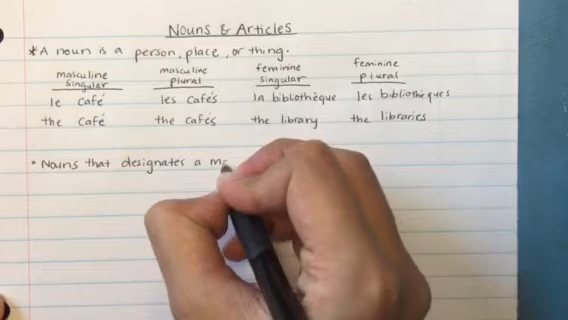 Nouns & Articles
*A noun is a person, place, or thing.
masculine singular masculine plural feminine singular feminine plural
le café les cafés la bibliothèque les bibliothèques
the café the cafés the library the libraries
• Nouns that designates a